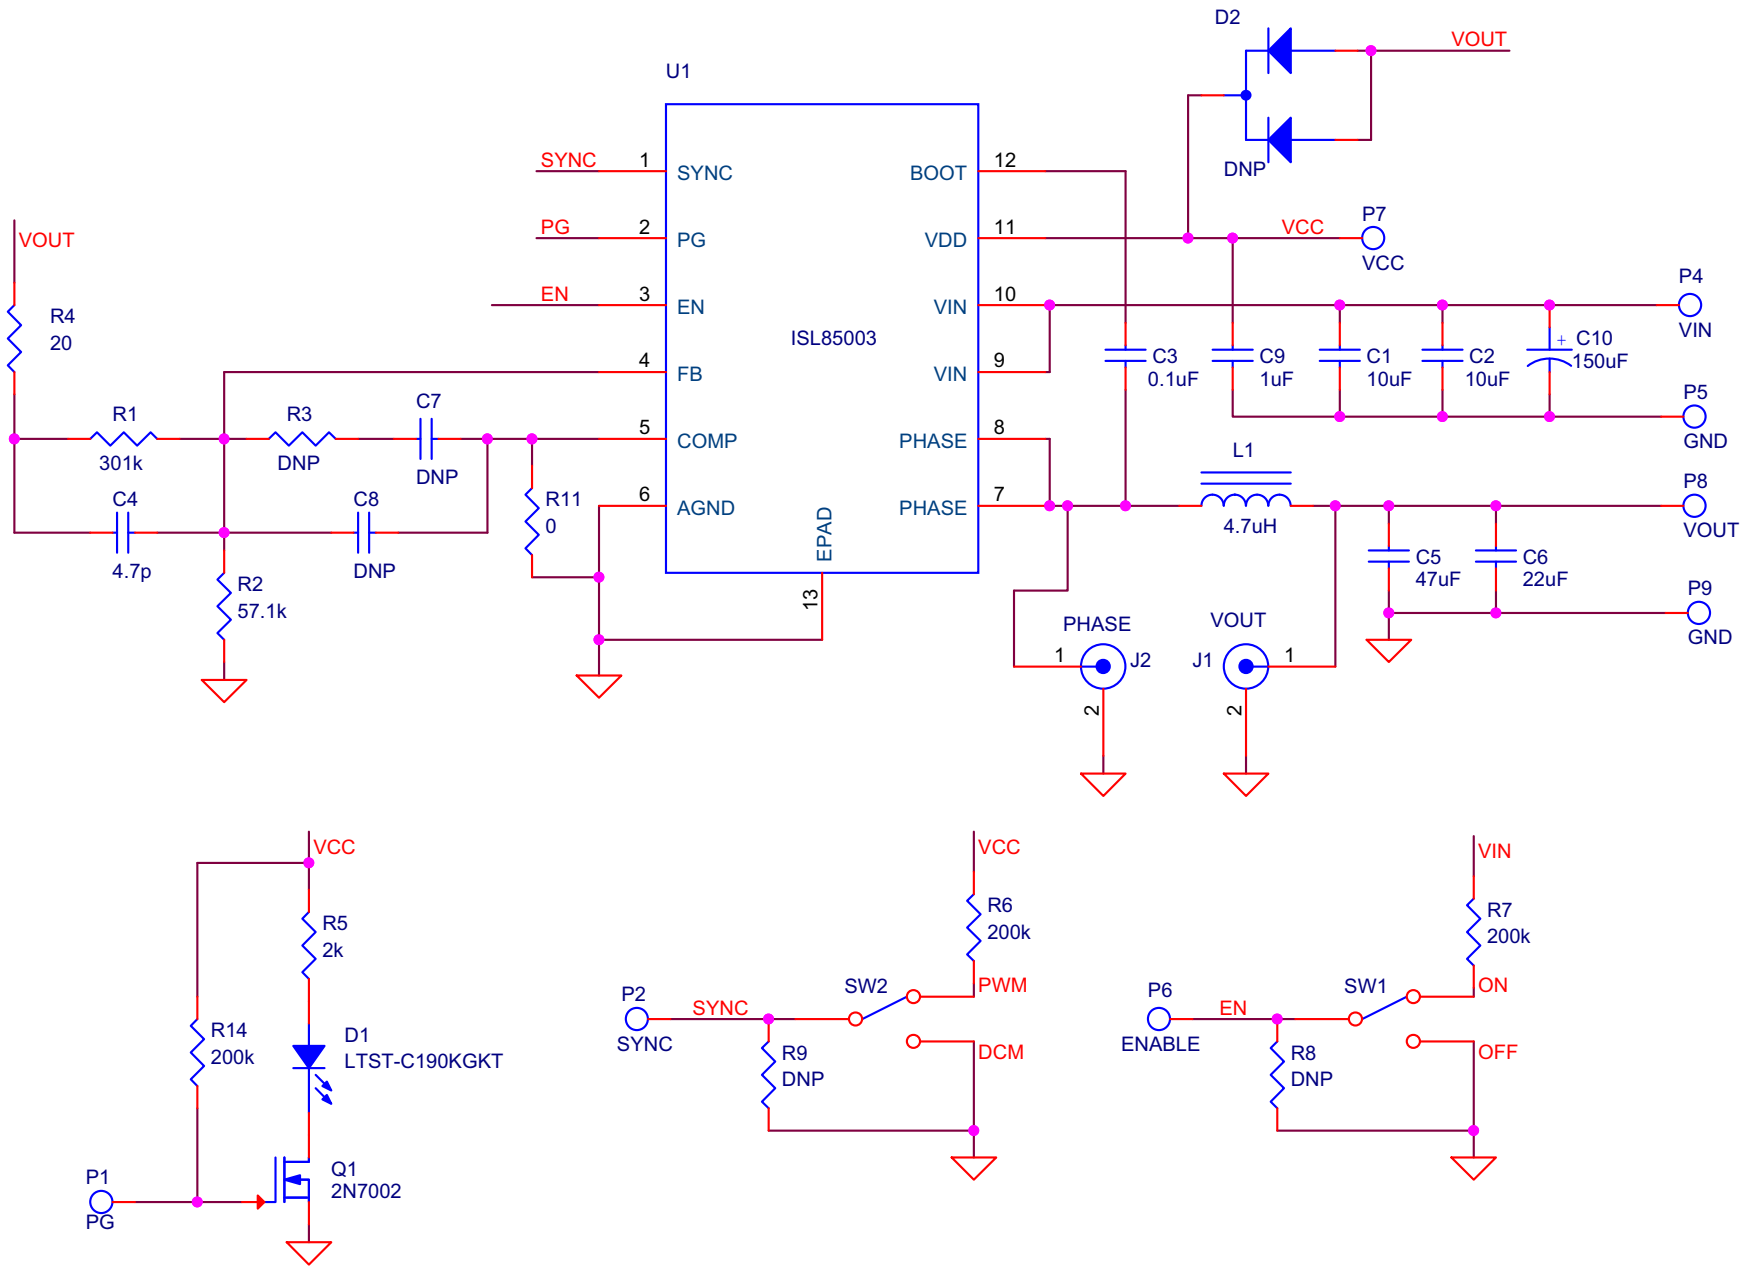 D2
VOUT
DNP
U1
SYNC 1 SYNC
PG 2 PG
EN 3 EN
4 FB
5 COMP
6 AGND
ISL85003
EPAD
13
BOOT 12
VDD 11
VIN 10
VIN 9
PHASE 8
PHASE 7
VCC
P7
VCC
P4
VIN
C3
0.1uF
C9
1uF
C1
10uF
C2
10uF
+ C10
150uF
P5
GND
L1
4.7uH
P8
VOUT
C5
47uF
C6
22uF
P9
GND
PHASE
1 J2
2
VOUT
J1 1
2
VOUT
R4
20
R1
301k
R3
DNP
C7
DNP
C4
4.7p
C8
DNP
R11
0
R2
57.1k
VCC
R5
2k
R14
200k
D1
LTST-C190KGKT
Q1
2N7002
P1
PG
VCC
R6
200k
PWM
SW2
P2
SYNC
SYNC
R9
DNP
DCM
VIN
R7
200k
ON
SW1
P6
EN
ENABLE
R8
DNP
OFF